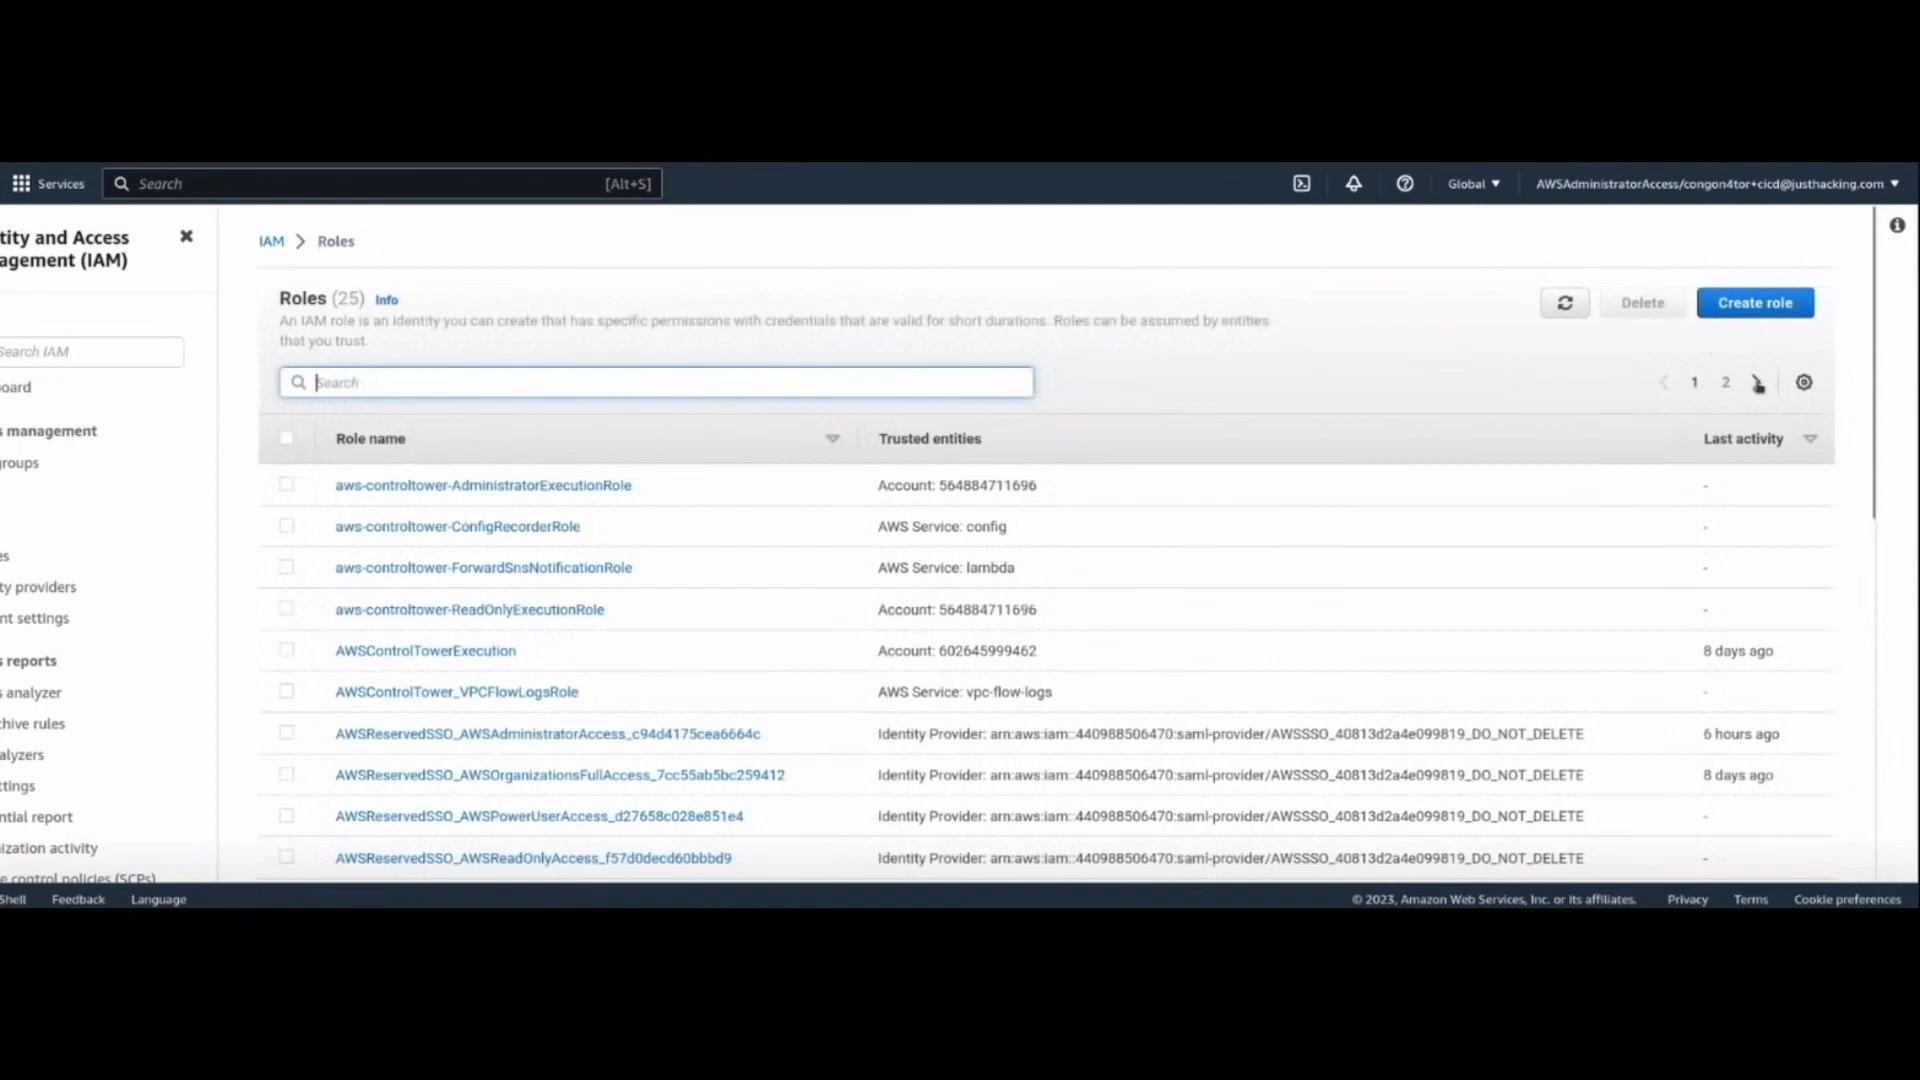 Services
Search
[Alt+S]
Global
AWSAdministratorAccess/congon4tor+cicd@justhacking.com
tity and Access
agement (IAM)
Search IAM
oard
s management
groups
es
ty providers
nt settings
s reports
s analyzer
chive rules
alyzers
ttings
ntial report
ization activity
e control policies (SCPs)
IAM > Roles
Roles (25) Info
An IAM role is an identity you can create that has specific permissions with credentials that are valid for short durations. Roles can be assumed by entities
that you trust.
Delete
Create role
Search
1 2
Role name Trusted entities Last activity
aws-controltower-AdministratorExecutionRole Account: 564884711696 -
aws-controltower-ConfigRecorderRole AWS Service: config -
aws-controltower-ForwardSnsNotificationRole AWS Service: lambda -
aws-controltower-ReadOnlyExecutionRole Account: 564884711696 -
AWSControlTowerExecution Account: 602645999462 8 days ago
AWSControlTower_VPCFlowLogsRole AWS Service: vpc-flow-logs -
AWSReservedSSO_AWSAdministratorAccess_c94d4175cea6664c Identity Provider: arn:aws:iam::440988506470:saml-provider/AWSSSO_40813d2a4e099819_DO_NOT_DELETE 6 hours ago
AWSReservedSSO_AWSOrganizationsFullAccess_7cc55ab5bc259412 Identity Provider: arn:aws:iam::440988506470:saml-provider/AWSSSO_40813d2a4e099819_DO_NOT_DELETE 8 days ago
AWSReservedSSO_AWSPowerUserAccess_d27658c028e851e4 Identity Provider: arn:aws:iam::440988506470:saml-provider/AWSSSO_40813d2a4e099819_DO_NOT_DELETE -
AWSReservedSSO_AWSReadOnlyAccess_f57d0decd60bbbd9 Identity Provider: arn:aws:iam::440988506470:saml-provider/AWSSSO_40813d2a4e099819_DO_NOT_DELETE -
Shell Feedback Language
© 2023, Amazon Web Services, Inc. or its affiliates. Privacy Terms Cookie preferences